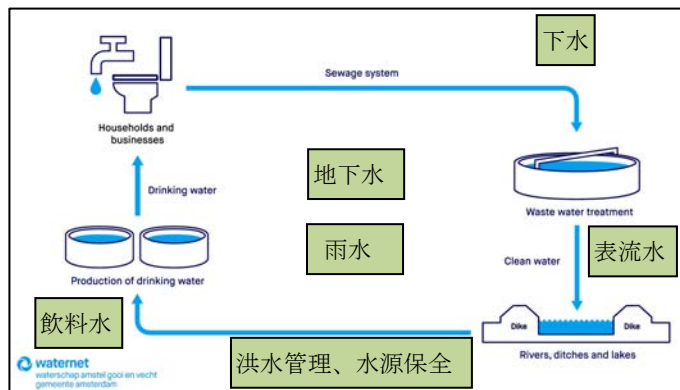 下水
Sewage system
Households and
businesses
地下水
Drinking water
Waste water treatment
雨水
Clean water
表流水
Production of drinking water
飲料水
Dike
Dike
Rivers, ditches and lakes
洪水管理、水源保全
waternet
waterschap amstel gooi en vecht
gemeente amsterdam